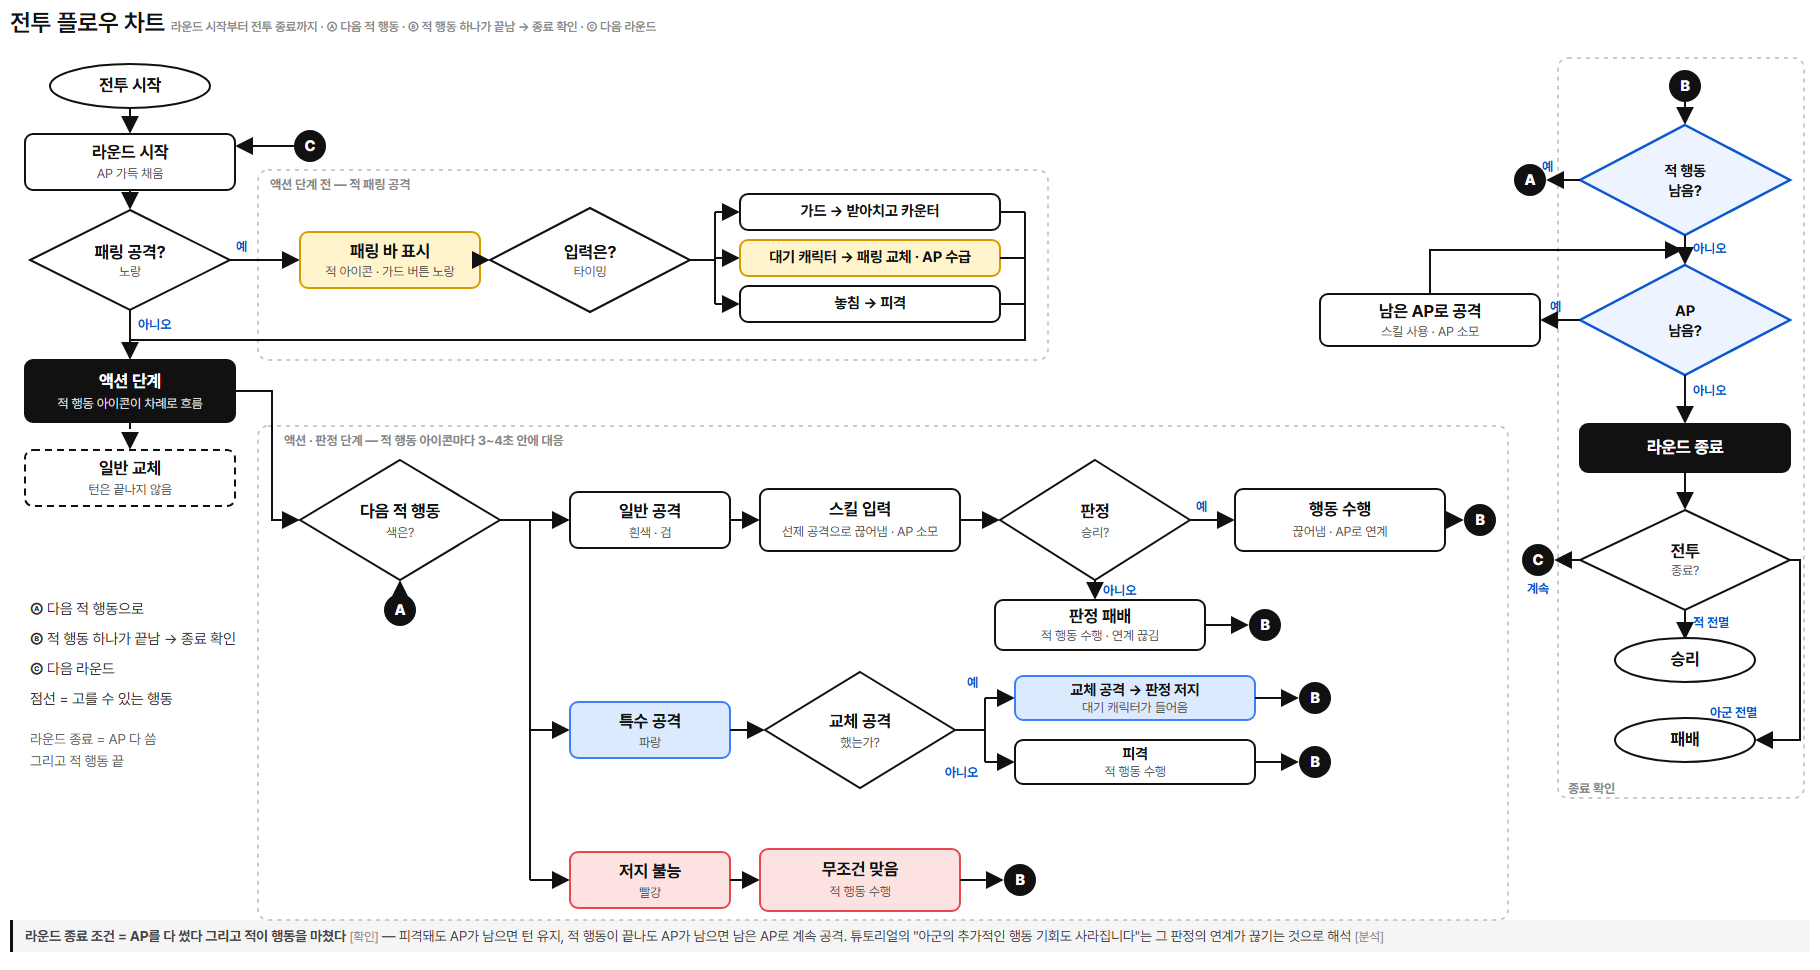 전투 플로우 차트 라운드 시작부터 전투 종료까지 · Ⓐ 다음 적 행동 · Ⓑ 적 행동 하나가 끝남 → 종료 확인 · Ⓒ 다음 라운드
전투 시작
라운드 시작
AP 가득 채움
C
패링 공격?
노랑
예
아니오
액션 단계 전 — 적 패링 공격
패링 바 표시
적 아이콘 · 가드 버튼 노랑
입력은?
타이밍
가드 → 받아치고 카운터
대기 캐릭터 → 패링 교체 · AP 수급
놓침 → 피격
액션 단계
적 행동 아이콘이 차례로 흐름
일반 교체
턴은 끝나지 않음
액션 · 판정 단계 — 적 행동 아이콘마다 3~4초 안에 대응
다음 적 행동
색은?
A
일반 공격
흰색 · 검
스킬 입력
선제 공격으로 끊어냄 · AP 소모
판정
승리?
예
행동 수행
끊어냄 · AP로 연계
B
아니오
판정 패배
적 행동 수행 · 연계 끊김
B
특수 공격
파랑
교체 공격
했는가?
예
교체 공격 → 판정 저지
대기 캐릭터가 들어옴
B
아니오
피격
적 행동 수행
B
저지 불능
빨강
무조건 맞음
적 행동 수행
B
Ⓐ 다음 적 행동으로
Ⓑ 적 행동 하나가 끝남 → 종료 확인
Ⓒ 다음 라운드
점선 = 고를 수 있는 행동
라운드 종료 = AP 다 씀
그리고 적 행동 끝
B
적 행동
남음?
예
A
아니오
AP
남음?
예
남은 AP로 공격
스킬 사용 · AP 소모
아니오
라운드 종료
전투
종료?
C
계속
적 전멸
승리
아군 전멸
패배
종료 확인
라운드 종료 조건 = AP를 다 썼다 그리고 적이 행동을 마쳤다 [확인] — 피격돼도 AP가 남으면 턴 유지, 적 행동이 끝나도 AP가 남으면 남은 AP로 계속 공격. 튜토리얼의 "아군의 추가적인 행동 기회도 사라집니다"는 그 판정의 연계가 끊기는 것으로 해석 [분석]